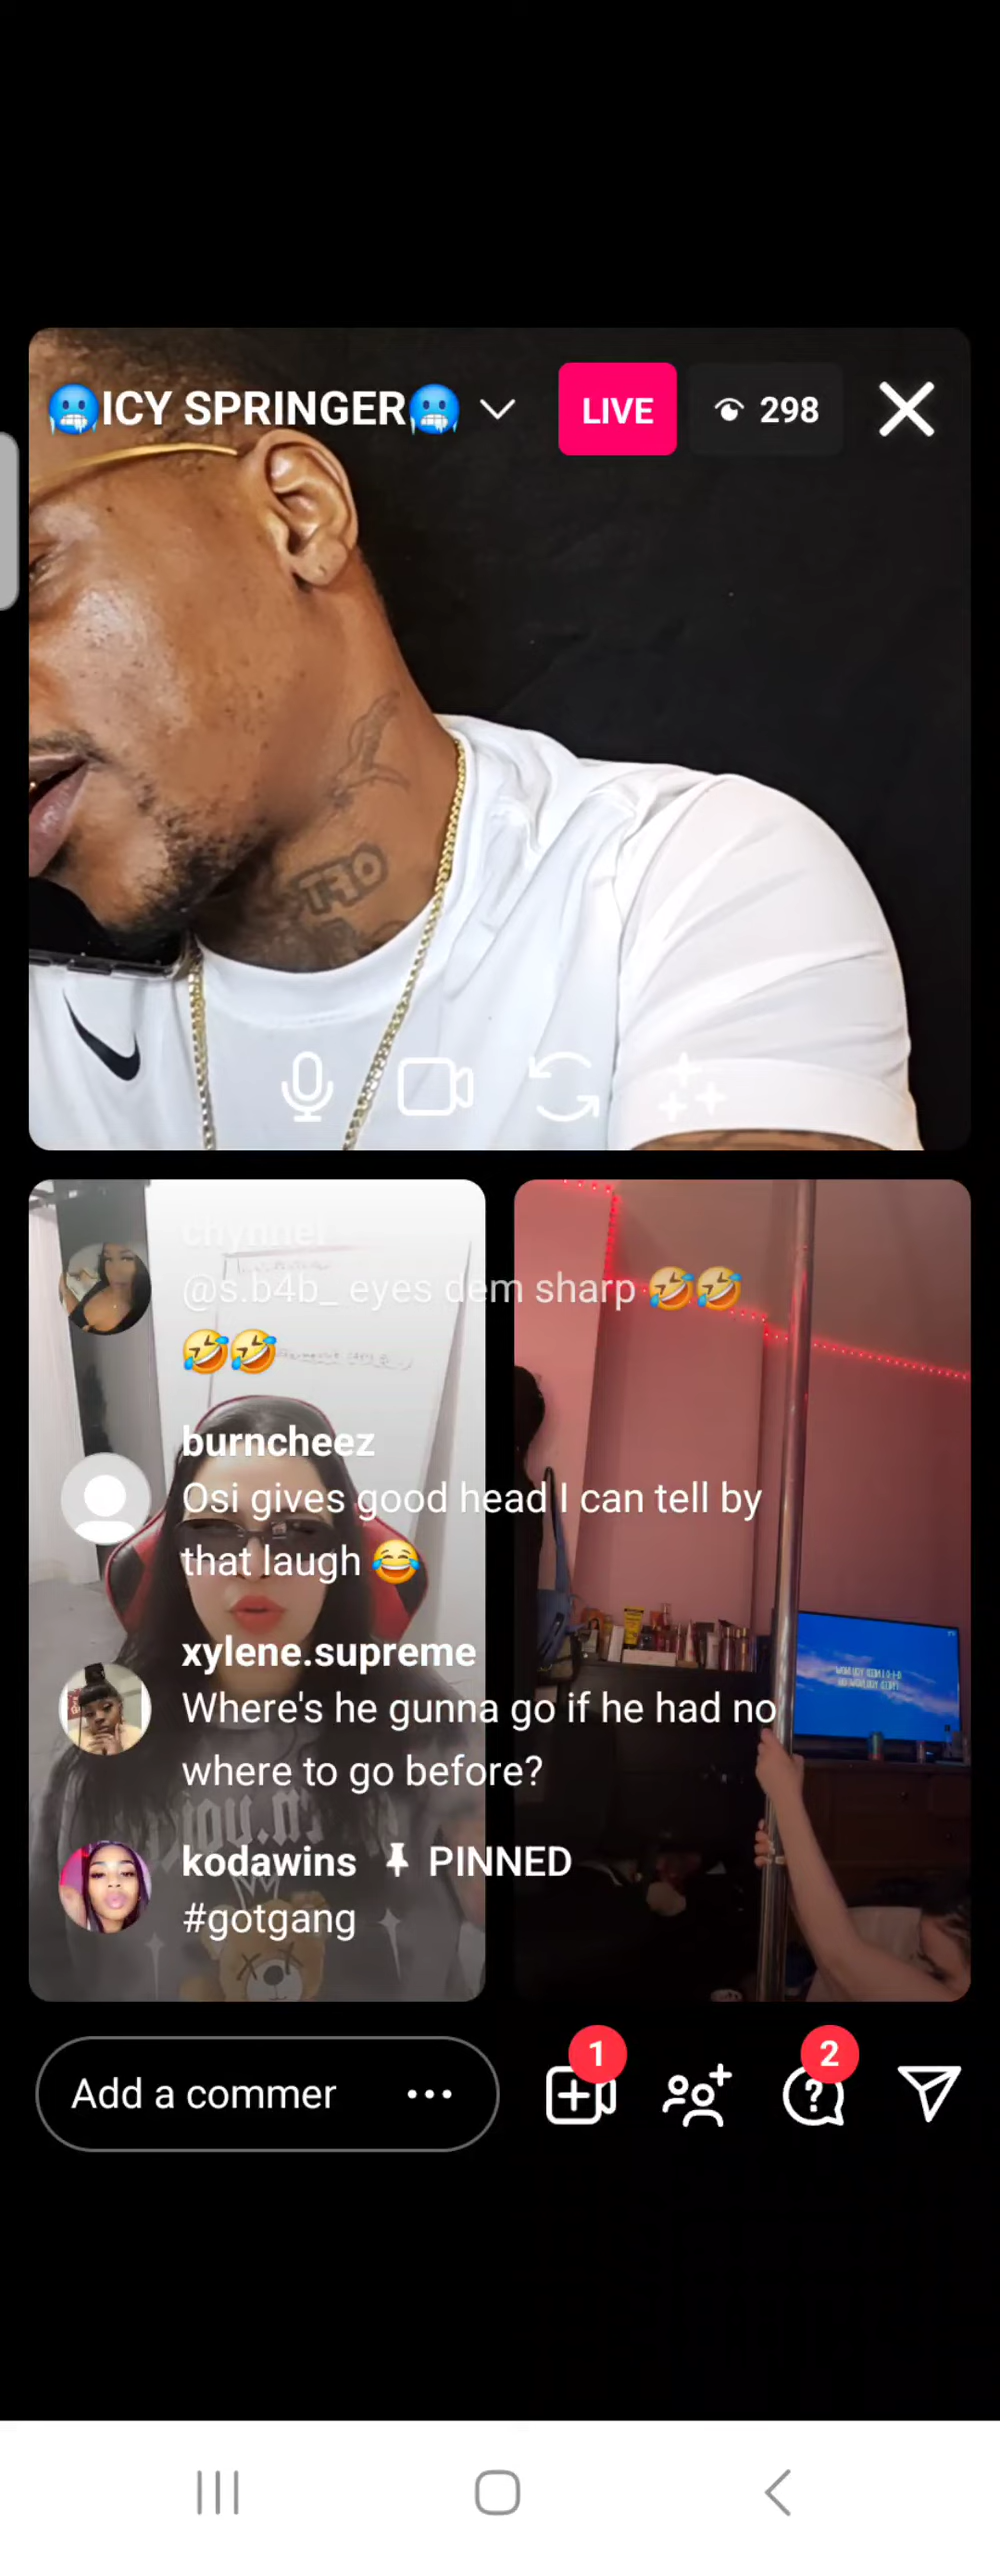 🥶ICY SPRINGER🥶
LIVE
298
chynnel
@s.b4b_ eyes dem sharp 🤣🤣
🤣🤣
burncheez
Osi gives good head I can tell by
that laugh 😂
xylene.supreme
Where's he gunna go if he had no
where to go before?
kodawins PINNED
#gotgang
1
2
Add a commer